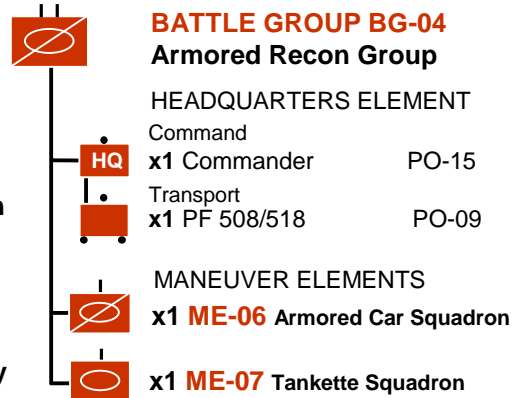 BATTLE GROUP BG-04
Armored Recon Group
HEADQUARTERS ELEMENT
Command
HQ x1 Commander PO-15
Transport
x1 PF 508/518 PO-09
n
MANEUVER ELEMENTS
x1 ME-06 Armored Car Squadron
y
x1 ME-07 Tankette Squadron